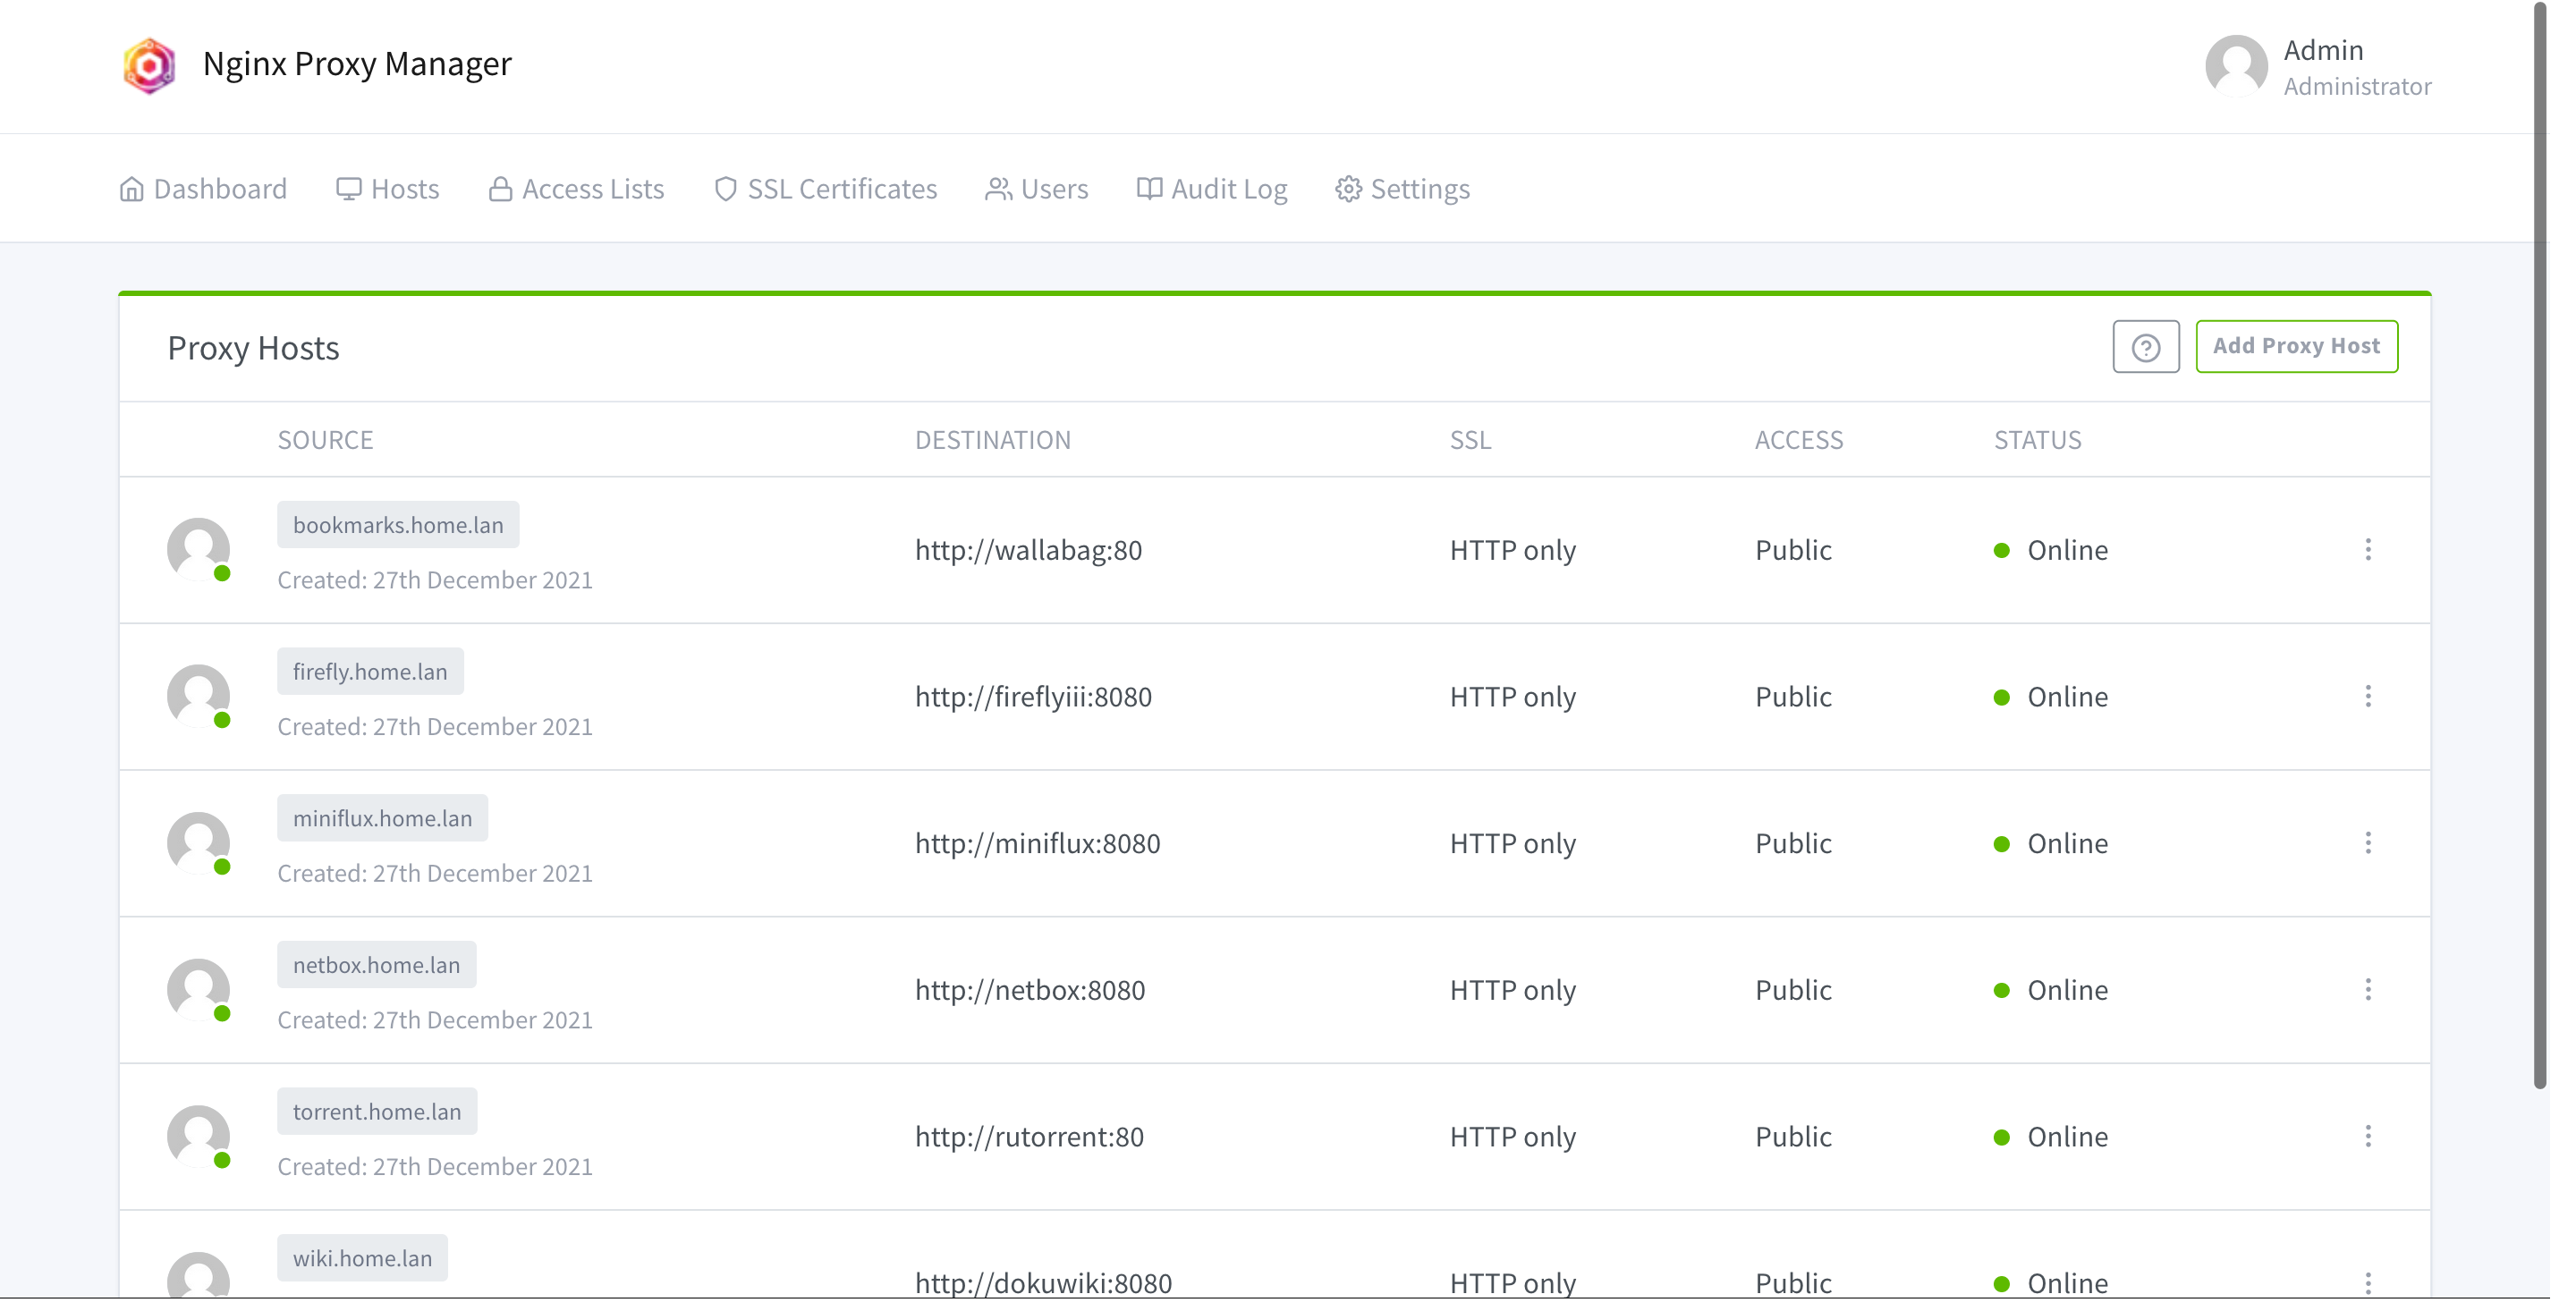 Nginx Proxy Manager
Admin
Administrator
Dashboard Hosts Access Lists SSL Certificates Users Audit Log Settings
Proxy Hosts
Add Proxy Host
SOURCE DESTINATION SSL ACCESS STATUS
bookmarks.home.lan
Created: 27th December 2021
http://wallabag:80 HTTP only Public Online
firefly.home.lan
Created: 27th December 2021
http://fireflyiii:8080 HTTP only Public Online
miniflux.home.lan
Created: 27th December 2021
http://miniflux:8080 HTTP only Public Online
netbox.home.lan
Created: 27th December 2021
http://netbox:8080 HTTP only Public Online
torrent.home.lan
Created: 27th December 2021
http://rutorrent:80 HTTP only Public Online
wiki.home.lan
http://dokuwiki:8080 HTTP only Public Online